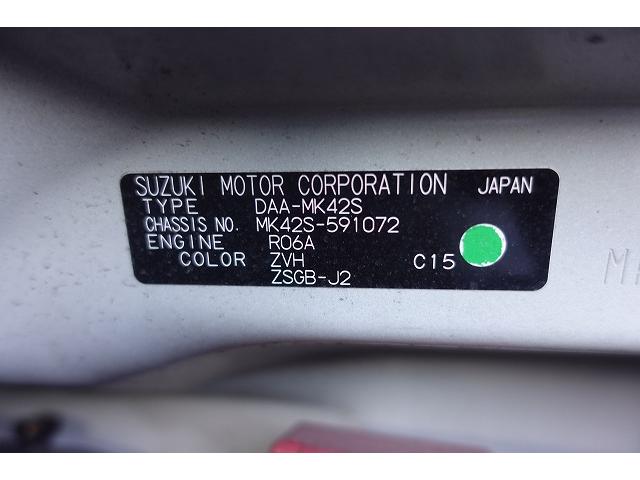 SUZUKI MOTOR CORPORATION JAPAN
TYPE DAA-MK42S
CHASSIS NO. MK42S-591072
ENGINE R06A
COLOR ZVH C15
ZSGB-J2